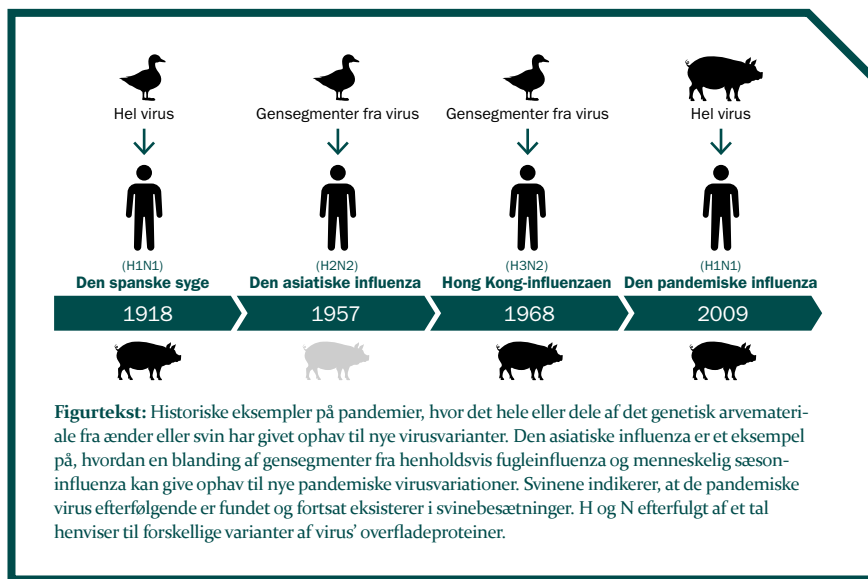 Hel virus
Gensegmenter fra virus
Gensegmenter fra virus
Hel virus
(H1N1)
Den spanske syge
(H2N2)
Den asiatiske influenza
(H3N2)
Hong Kong-influenzaen
(H1N1)
Den pandemiske influenza
1918
1957
1968
2009
Figurtekst: Historiske eksempler på pandemier, hvor det hele eller dele af det genetisk arvemateri-
ale fra ænder eller svin har givet ophav til nye virusvarianter. Den asiatiske influenza er et eksempel
på, hvordan en blanding af gensegmenter fra henholdsvis fugleinfluenza og menneskelig sæson-
influenza kan give ophav til nye pandemiske virusvariationer. Svinene indikerer, at de pandemiske
virus efterfølgende er fundet og fortsat eksisterer i svinebesætninger. H og N efterfulgt af et tal
henviser til forskellige varianter af virus’ overfladeproteiner.